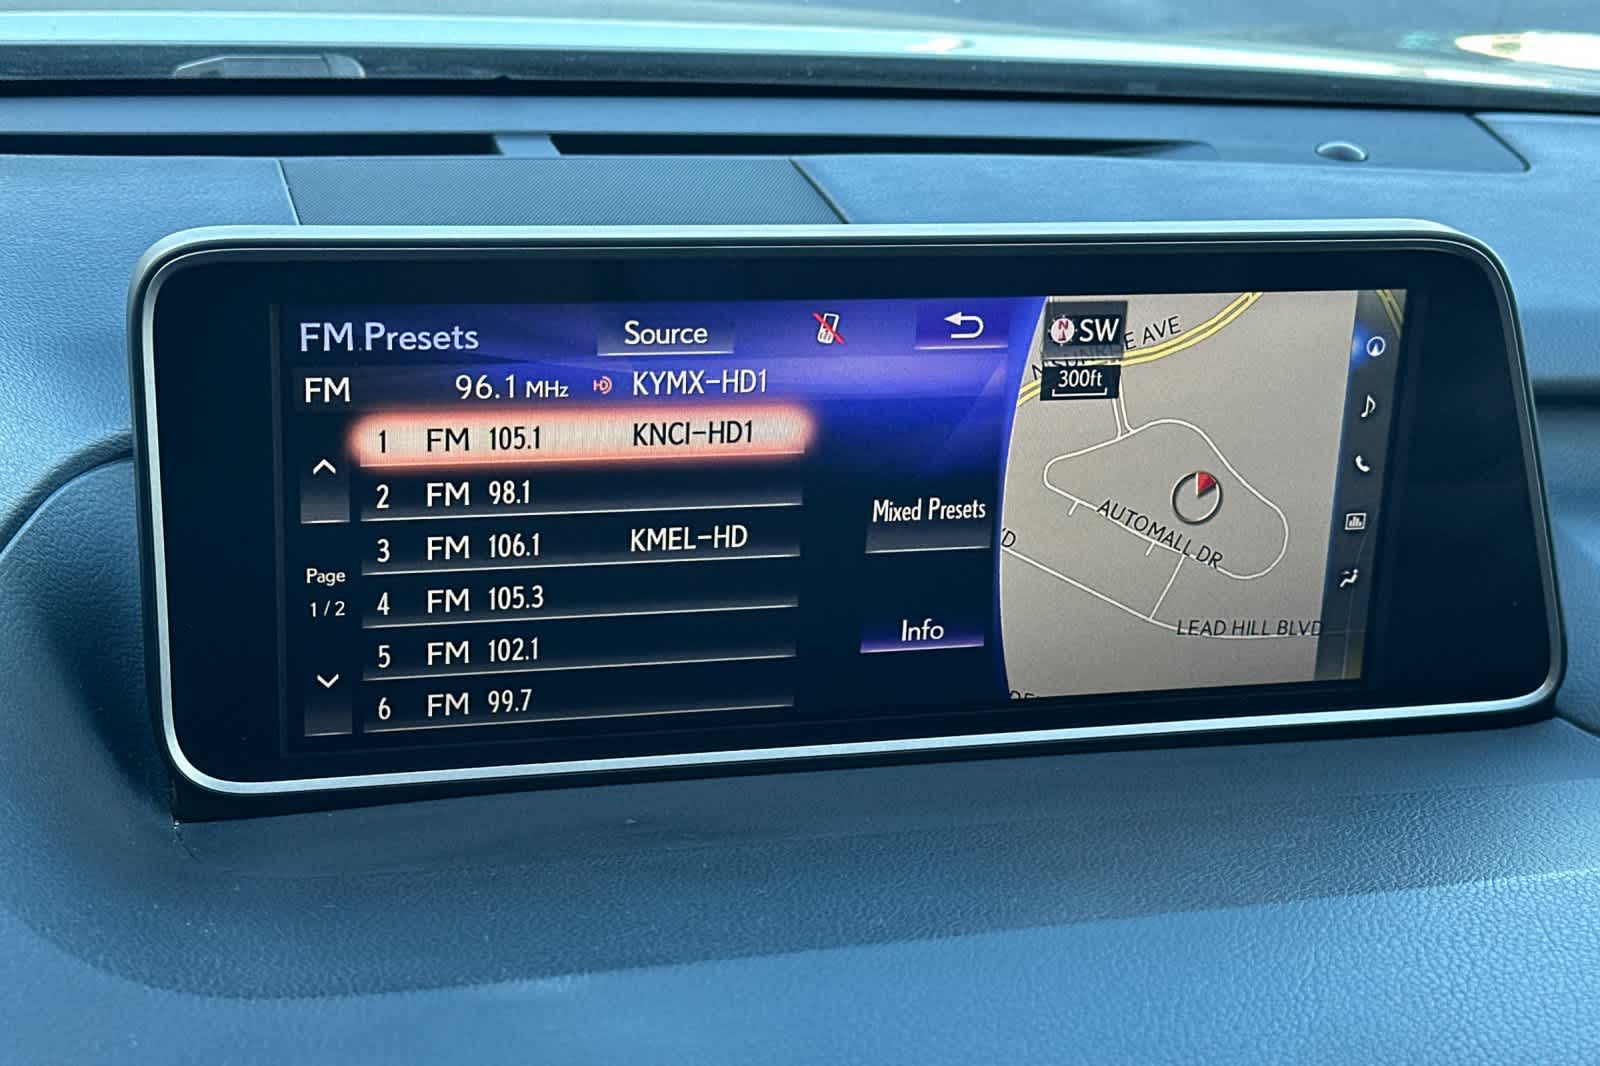 FM Presets
Source
FM 96.1 MHz HD KYMX-HD1
1 FM 105.1 KNCI-HD1
2 FM 98.1
3 FM 106.1 KMEL-HD
4 FM 105.3
5 FM 102.1
6 FM 99.7
Page
1/2
Mixed Presets
Info
N SW
300ft
AVE
AUTOMALL DR
LEAD HILL BLVD